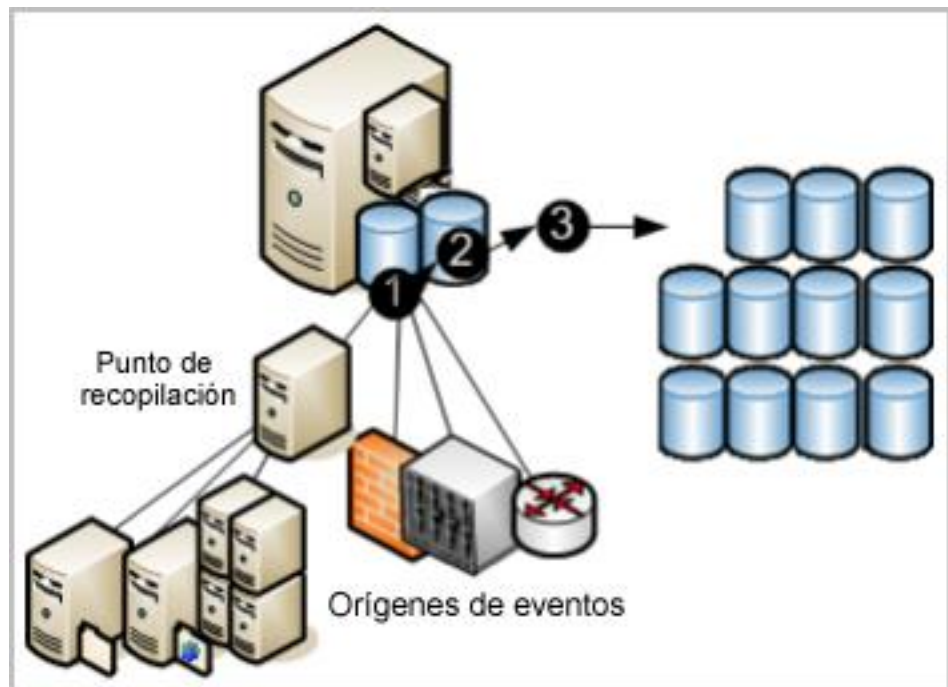 1
2
3
Punto de
recopilación
Orígenes de eventos